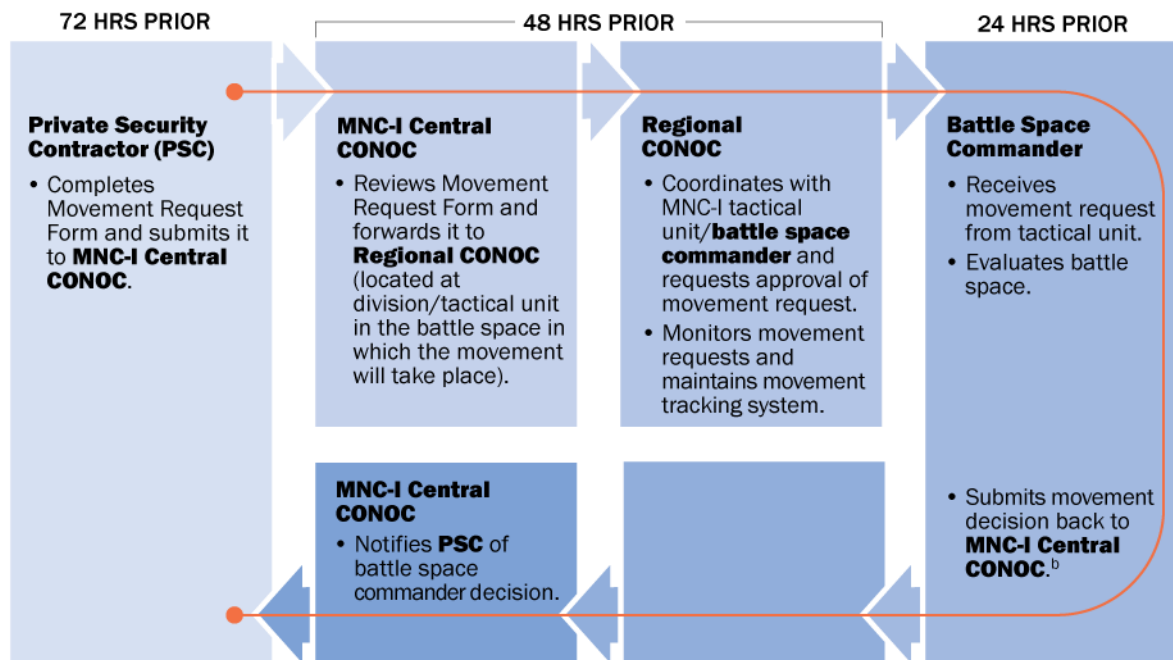 72 HRS PRIOR
48 HRS PRIOR
24 HRS PRIOR
Private Security
Contractor (PSC)
• Completes
Movement Request
Form and submits it
to MNC-I Central
CONOC.
MNC-I Central
CONOC
• Reviews Movement
Request Form and
forwards it to
Regional CONOC
(located at
division/tactical unit
in the battle space in
which the movement
will take place).
Regional
CONOC
• Coordinates with
MNC-I tactical
unit/battle space
commander and
requests approval of
movement request.
• Monitors movement
requests and
maintains movement
tracking system.
Battle Space
Commander
• Receives
movement request
from tactical unit.
• Evaluates battle
space.
• Submits movement
decision back to
MNC-I Central
CONOC.b
MNC-I Central
CONOC
• Notifies PSC of
battle space
commander decision.